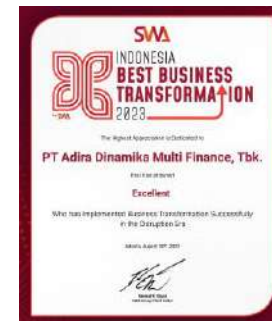 SWA
INDONESIA
BEST BUSINESS
TRANSFORMATION
2023
The Highest Appreciation is Dedicated to
PT Adira Dinamika Multi Finance, Tbk.
Excellent
Who has Implemented Business Transformation Successfully
in the Disruption Era